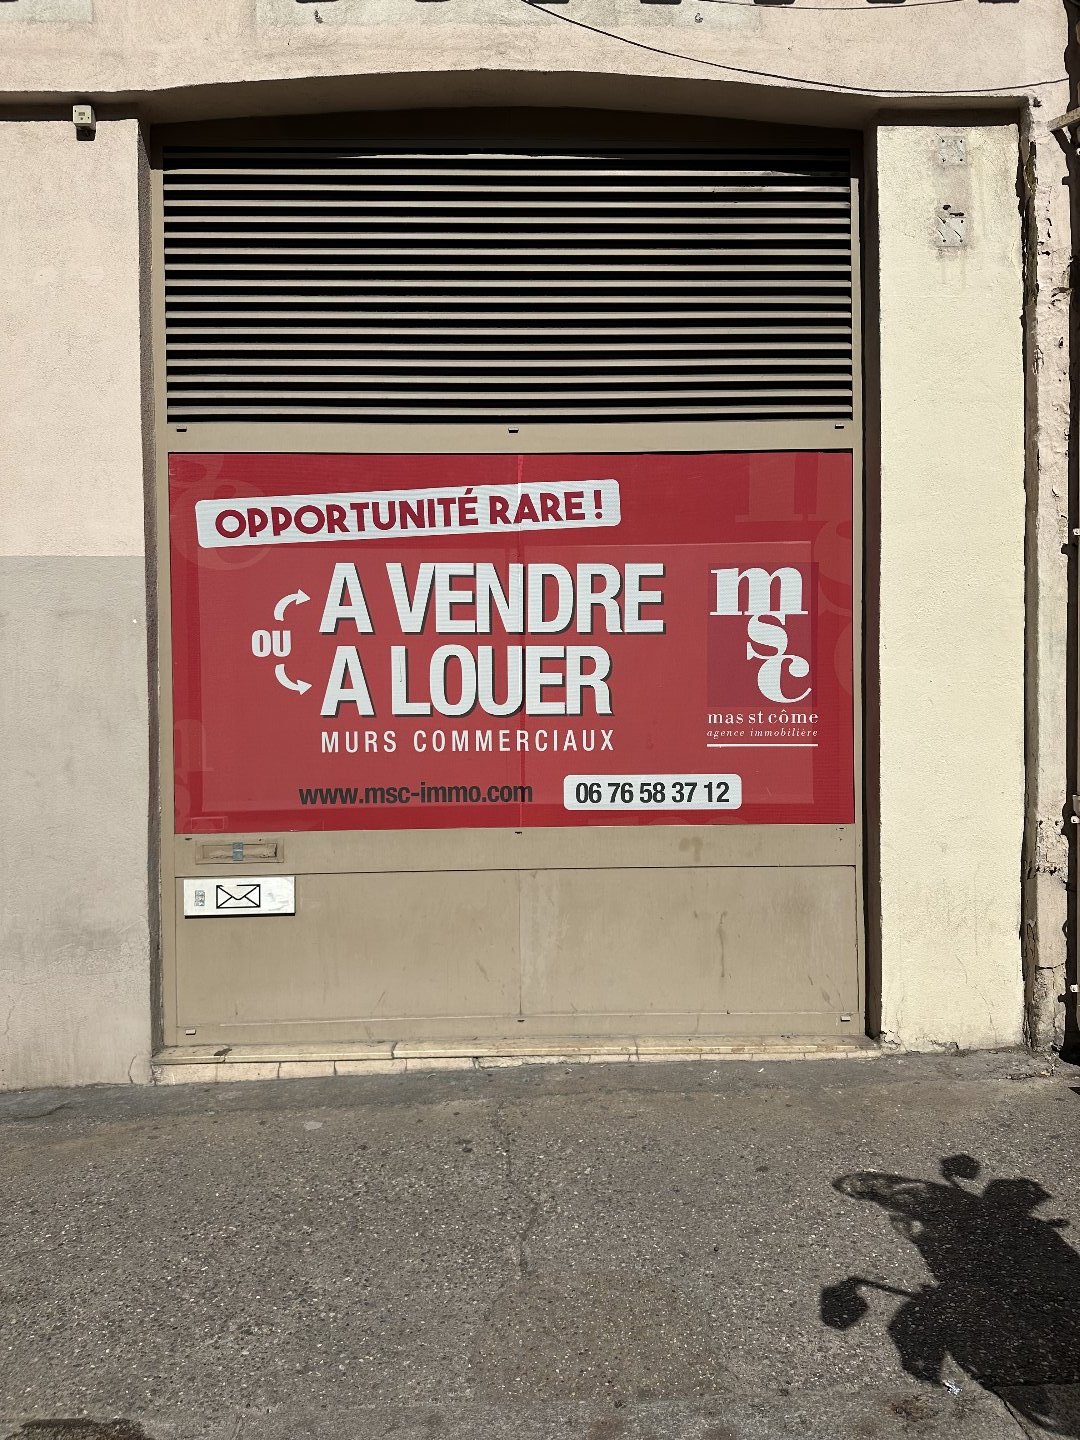 OPPORTUNITÉ RARE !
OU
A VENDRE
A LOUER
MURS COMMERCIAUX
www.msc-immo.com
06 76 58 37 12
msc
mas st côme
agence immobilière